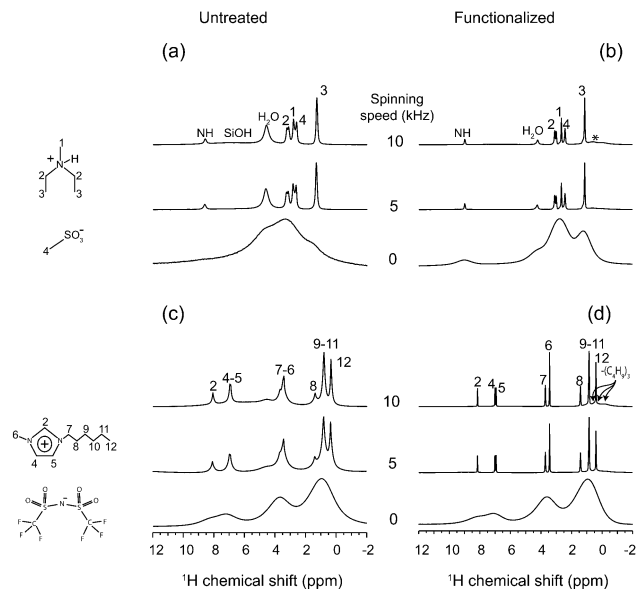 Untreated
Functionalized
(a)
(b)
NH
SiOH
H2O
2
1
4
3
Spinning
speed (kHz)
10
NH
H2O
2
1
4
3
*
5
0
1
+
N
H
2
2
3
3
4
SO3-
(c)
(d)
2
4-5
7-6
8
9-11
12
10
2
4
-5
7
6
8
9-11
12
-(C4H9)3
5
0
6
N
2
N
+
4
5
7
8
9
10
11
12
O
O
N-
O
O
S
S
F
C
F
F
F
C
F
F
12 10 8 6 4 2 0 -2
12 10 8 6 4 2 0 -2
1H chemical shift (ppm)
1H chemical shift (ppm)